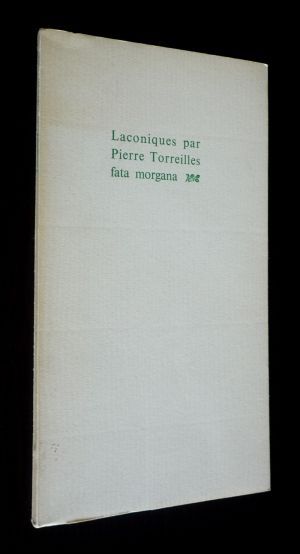 Laconiques par
Pierre Torreilles
fata morgana